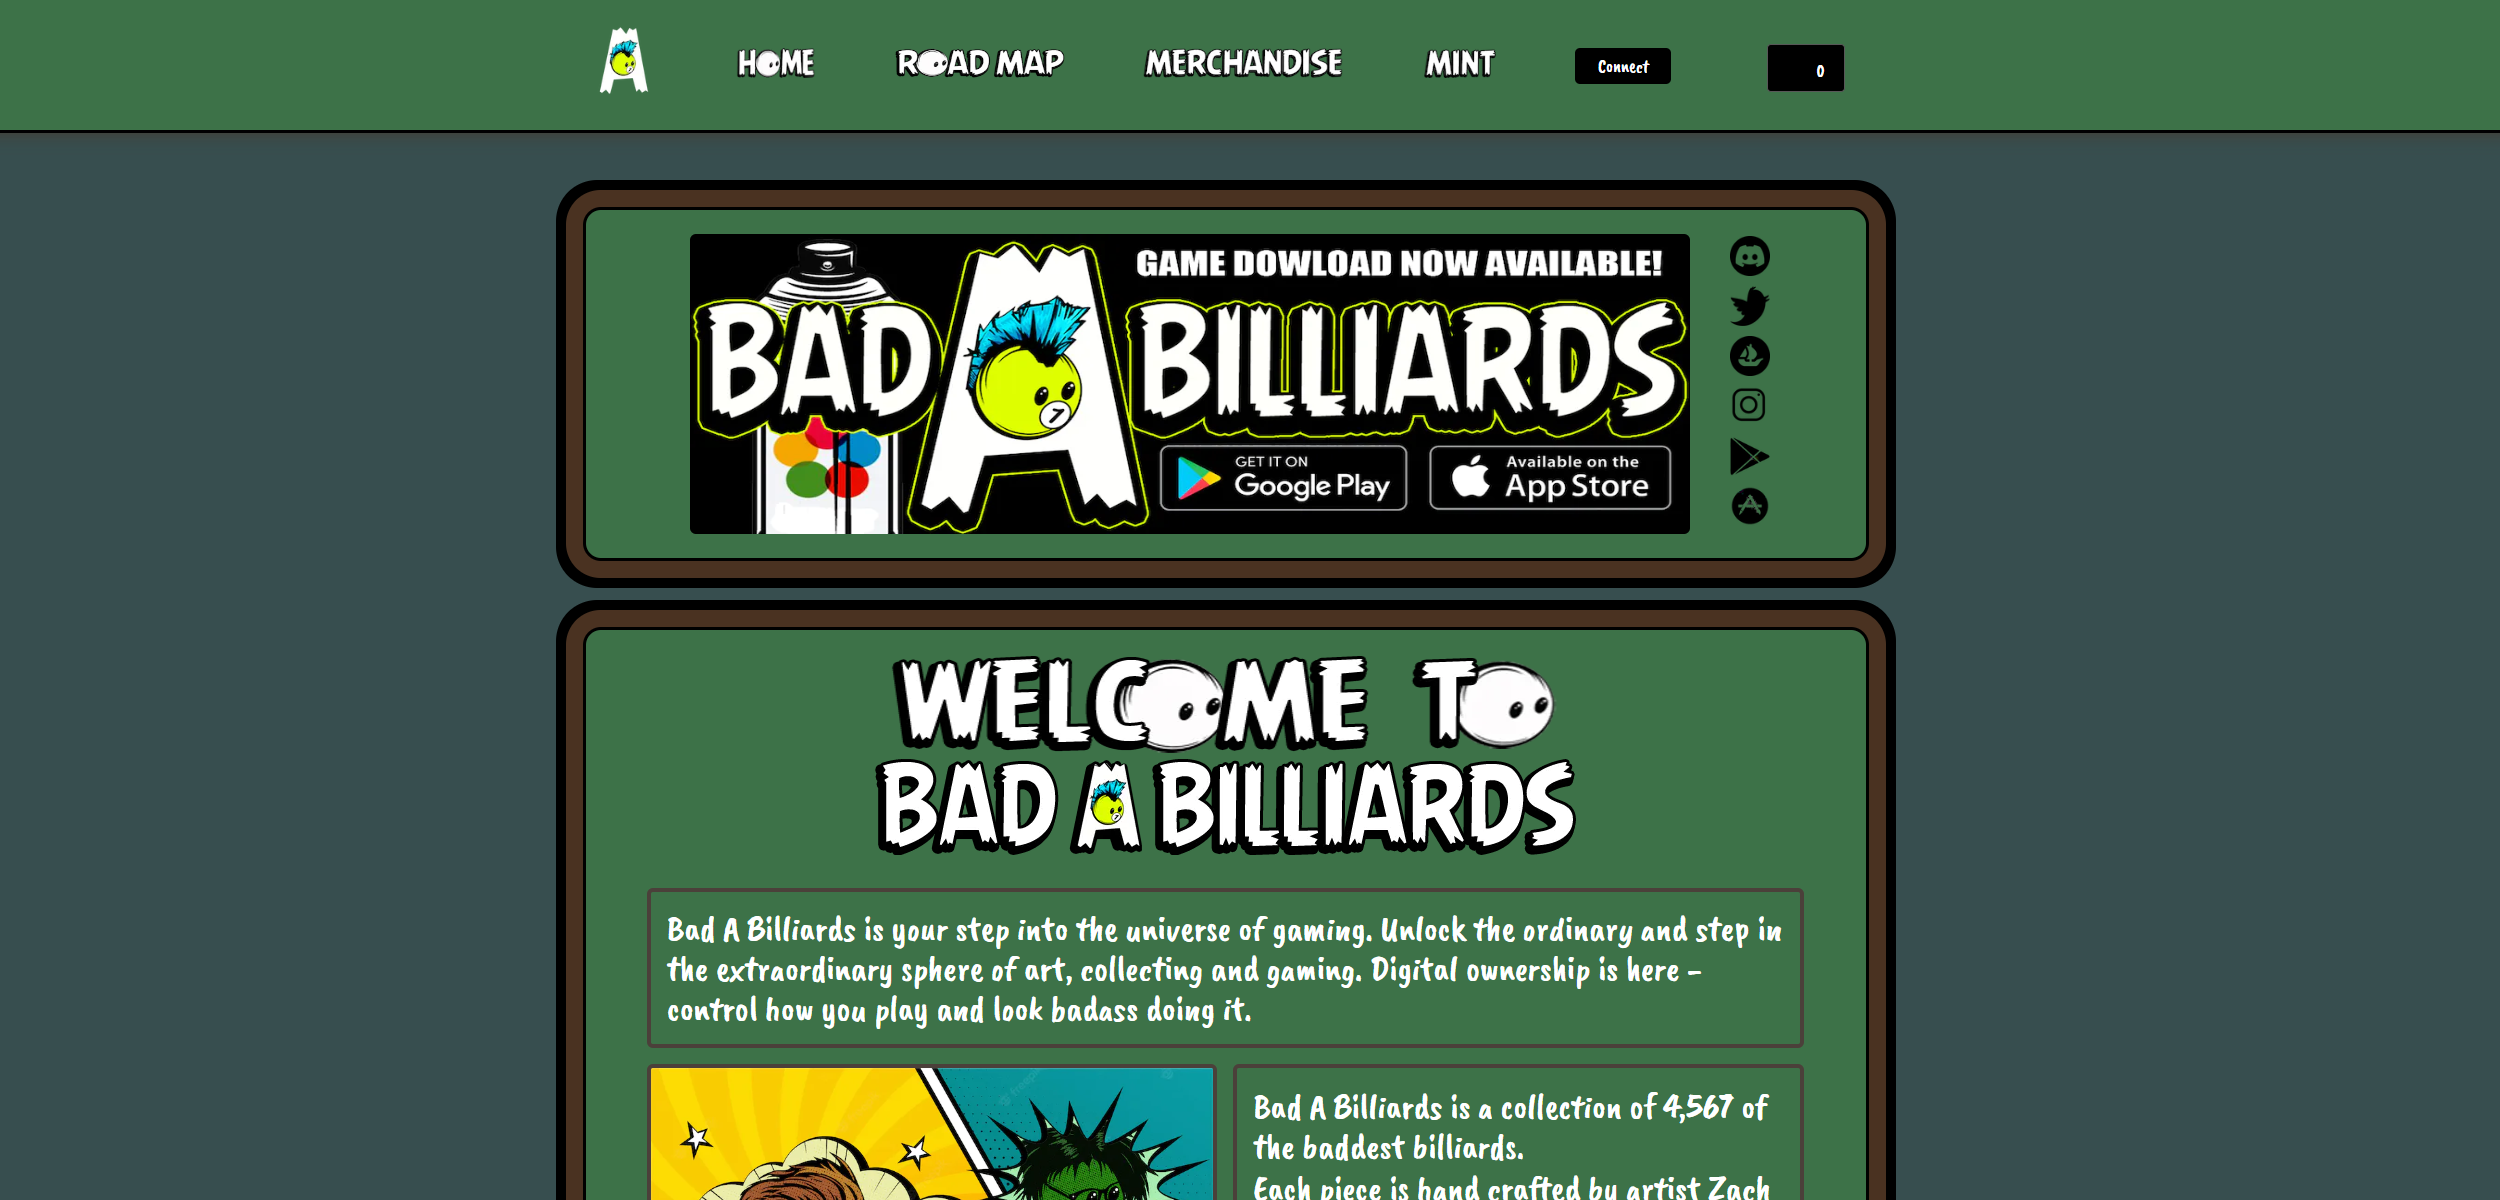 HOME
ROAD MAP
MERCHANDISE
MINT
Connect
0
GAME DOWLOAD NOW AVAILABLE!
BAD A BILLIARDS
7
GET IT ON
Google Play
Available on the
App Store
WELCOME TO
BAD A BILLIARDS
Bad A Billiards is your step into the universe of gaming. Unlock the ordinary and step in
the extraordinary sphere of art, collecting and gaming. Digital ownership is here –
control how you play and look badass doing it.
Bad A Billiards is a collection of 4,567 of
the baddest billiards.
Each piece is hand crafted by artist Zach